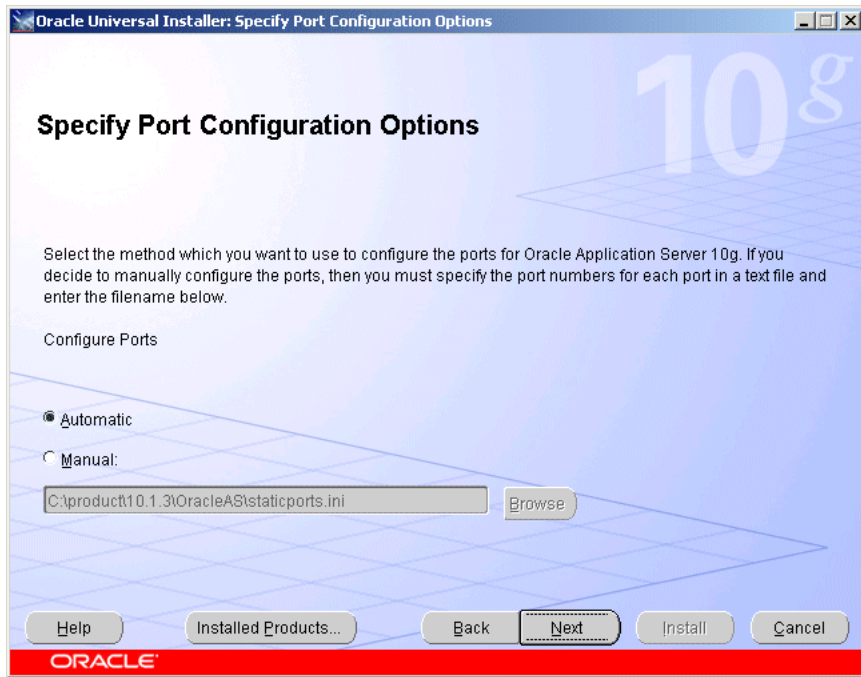 Oracle Universal Installer: Specify Port Configuration Options
10g
Specify Port Configuration Options
Select the method which you want to use to configure the ports for Oracle Application Server 10g. If you
decide to manually configure the ports, then you must specify the port numbers for each port in a text file and
enter the filename below.
Configure Ports
Automatic
Manual:
C:\product\10.1.3\OracleAS\staticports.ini
Browse
Help
Installed Products...
Back
Next
Install
Cancel
ORACLE